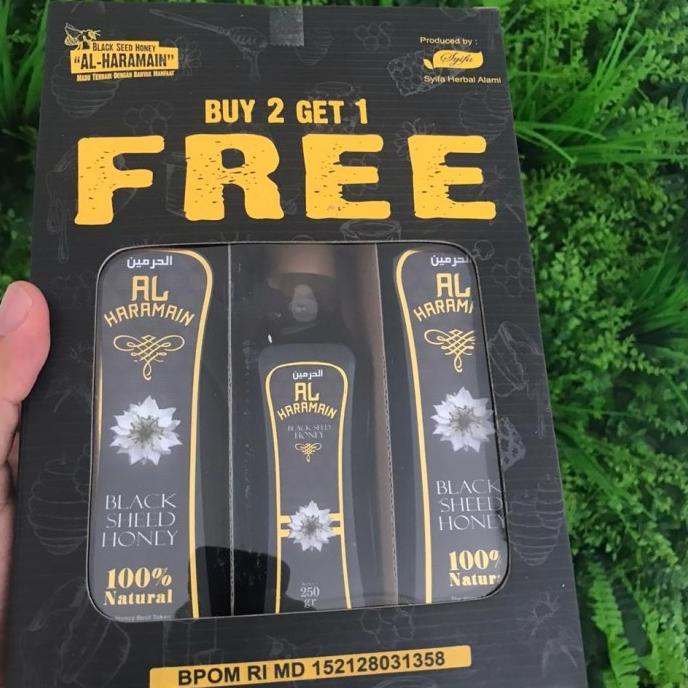 BLACK SEED HONEY
"AL-HARAMAIN"
MADU TERBAIK DENGAN BANYAK MANFAAT
Produced by :
Syifa
Syifa Herbal Alami
BUY 2 GET 1
FREE
الحرمين
AL
HARAMAIN
BLACK
SHEED
HONEY
100%
Natural
الحرمين
AL
HARAMAIN
BLACK SEED
HONEY
250
gr
الحرمين
AL
HARAM
BLACK
SHEED
HONEY
100%
Natur
BPOM RI MD 152128031358